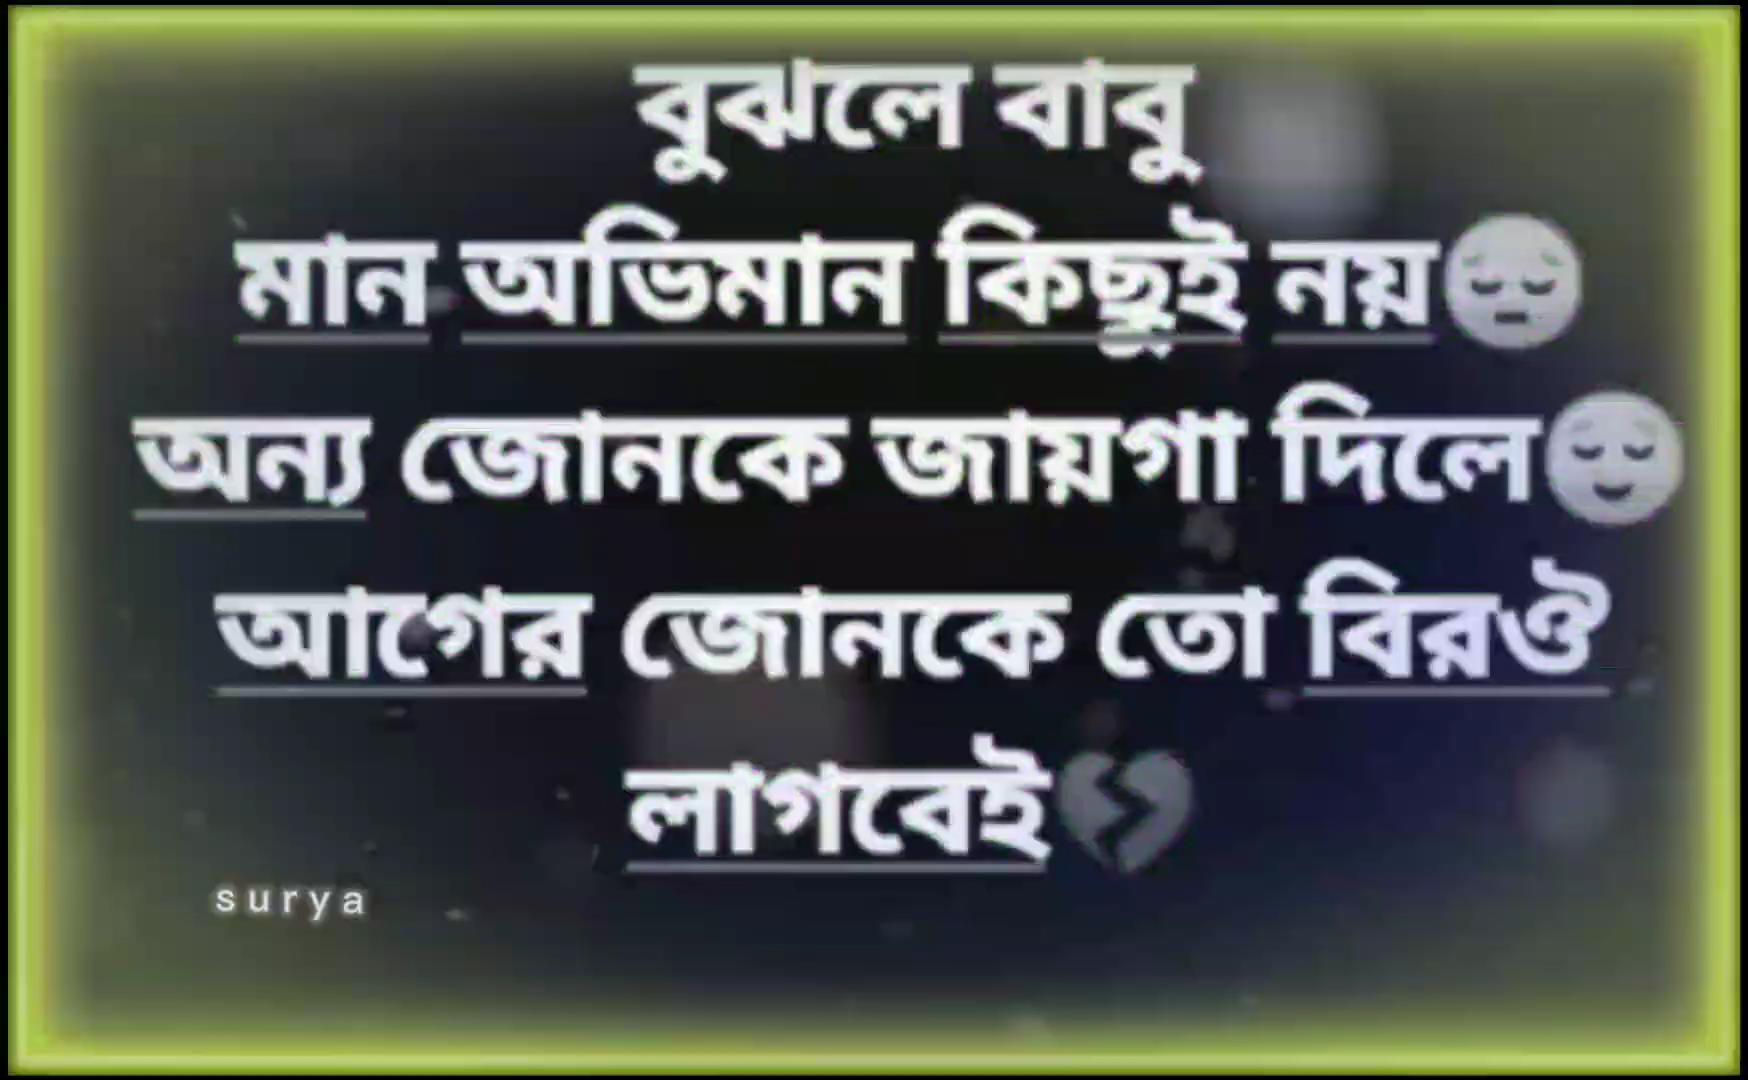 বুঝলে বাবু
মান অভিমান কিছুই নয়😔
অন্য জোনকে জায়গা দিলে😌
আগের জোনকে তো বিরঔ
লাগবেই💔
surya